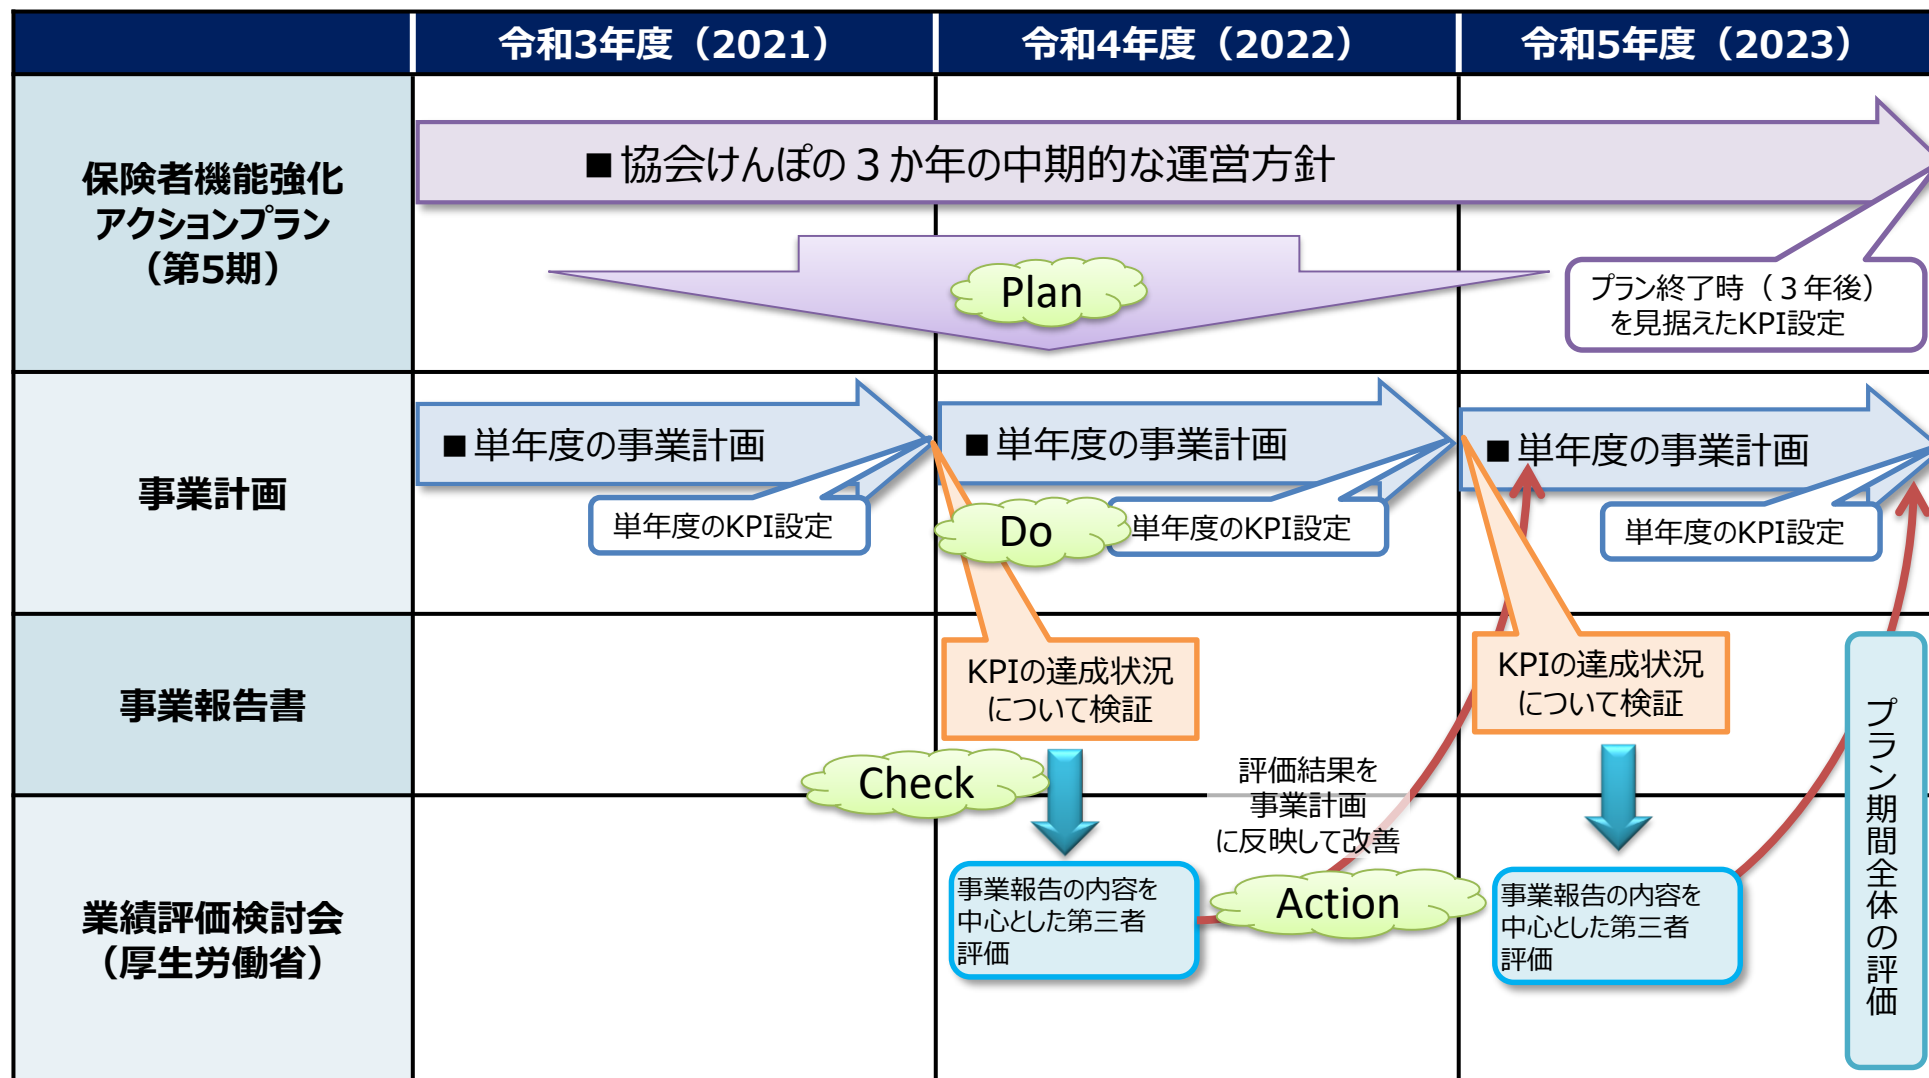 令和3年度（2021）
令和4年度（2022）
令和5年度（2023）
保険者機能強化
アクションプラン
（第5期）
■ 協会けんぽの３か年の中期的な運営方針
Plan
プラン終了時（３年後）
を見据えたKPI設定
事業計画
■ 単年度の事業計画
単年度のKPI設定
■ 単年度の事業計画
Do
単年度のKPI設定
■ 単年度の事業計画
単年度のKPI設定
事業報告書
KPIの達成状況
について検証
KPIの達成状況
について検証
Check
評価結果を
事業計画
に反映して改善
業績評価検討会
（厚生労働省）
事業報告の内容を
中心とした第三者
評価
Action
事業報告の内容を
中心とした第三者
評価
プラン期間全体の評価